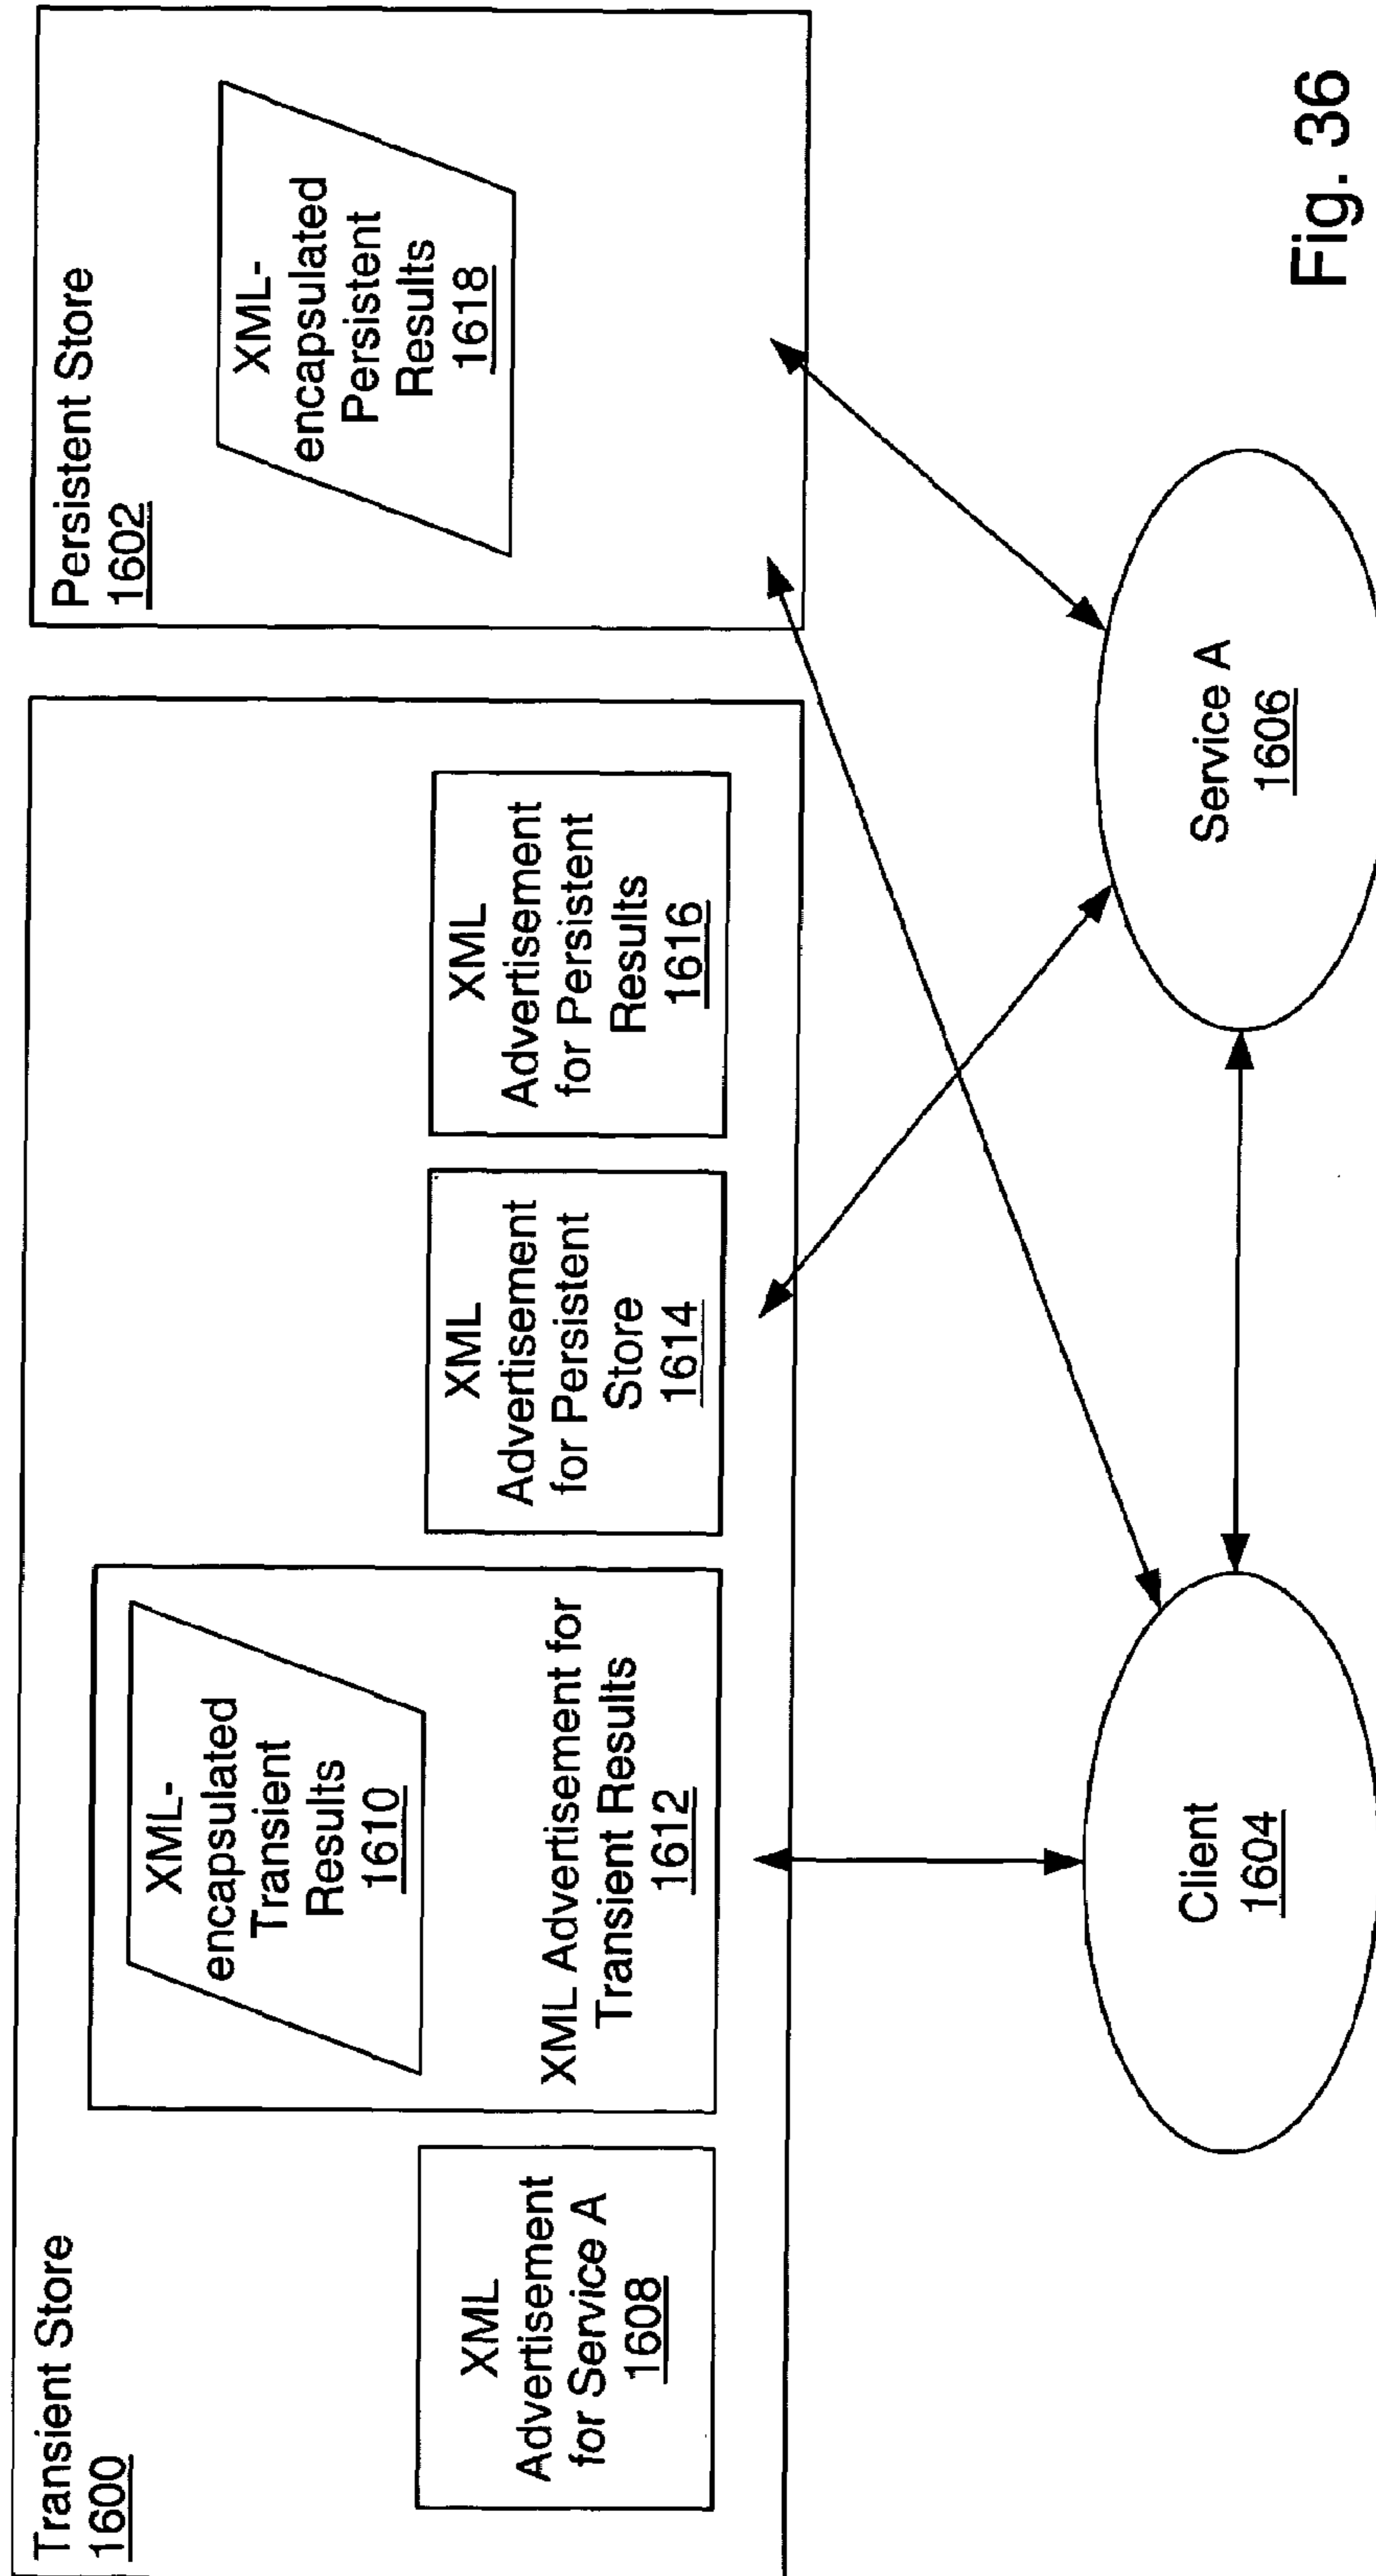 Transient Store
1600
XML
Advertisement
for Service A
1608
XML-
encapsulated
Transient
Results
1610
XML Advertisement for
Transient Results
1612
XML
Advertisement
for Persistent
Store
1614
XML
Advertisement
for Persistent
Results
1616
Persistent Store
1602
XML-
encapsulated
Persistent
Results
1618
Client
1604
Service A
1606
Fig. 36